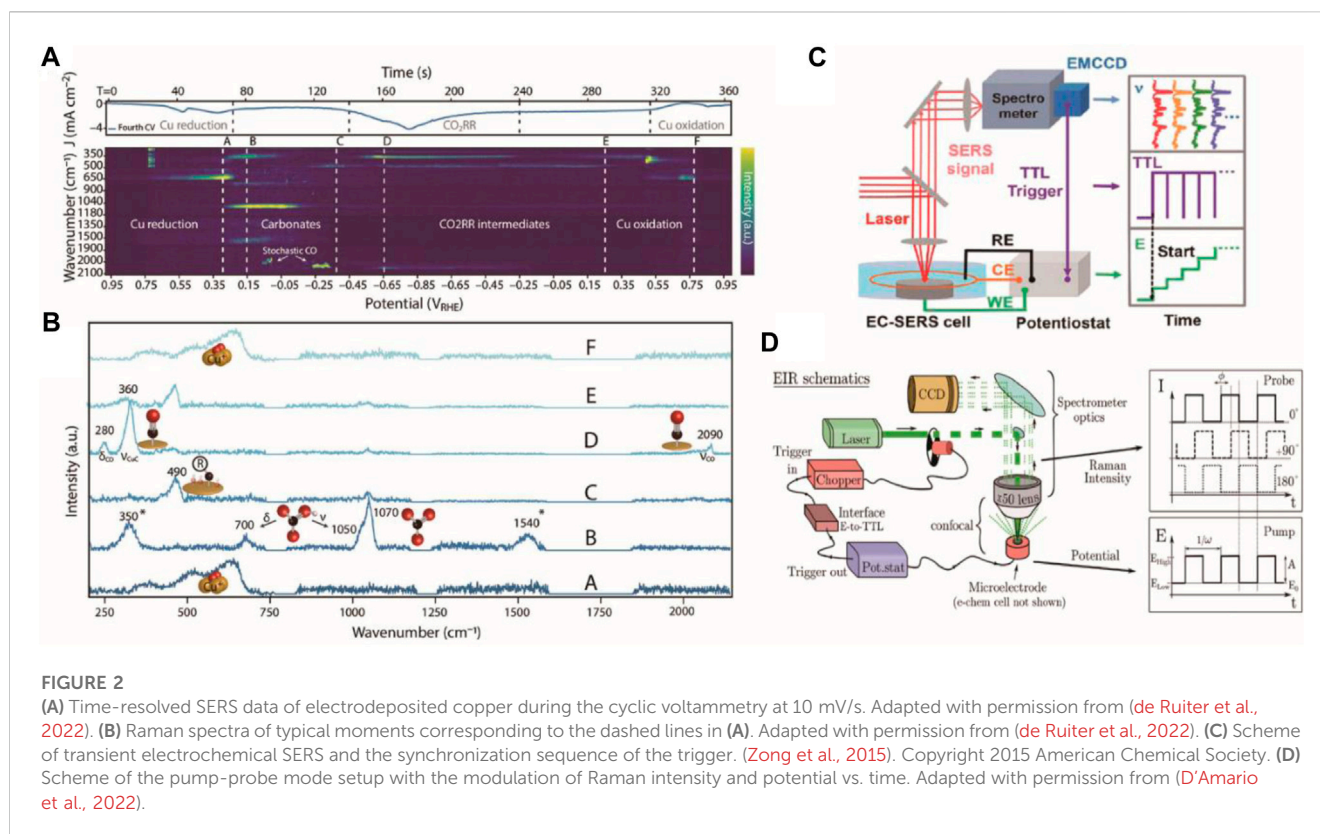 A
Time (s)
T=0 40 80 120 160 200 240 280 320 360
J (mA cm⁻²)
0
−4
Fourth CV
Cu reduction
CO₂RR
Cu oxidation
A B C D E F
Wavenumber (cm⁻¹)
350
500
650
900
1040
1180
1350
1500
1900
2000
2100
Cu reduction
Carbonates
CO2RR intermediates
Cu oxidation
Stochastic CO
Intensity (a.u.)
0.95 0.75 0.55 0.35 0.15 −0.05 −0.25 −0.45 −0.65 −0.85 −0.65 −0.45 −0.25 −0.05 0.15 0.35 0.55 0.75 0.95
Potential (VRHE)
B
Intensity (a.u.)
F
Cu⁺
E
360
280
δCO
νCuC
D
2090
νCO
490
R
C
350*
700
δ
ν
1050
1070
1540*
B
Cu⁺
A
250 500 750 1000 1250 1500 1750 2000
Wavenumber (cm⁻¹)
C
EMCCD
Spectro
meter
SERS
signal
TTL
Trigger
Laser
RE
CE
WE
EC-SERS cell
Potentiostat
ν
TTL
E
Start
Time
D
EIR schematics
CCD
Spectrometer
optics
Laser
Trigger
in
Chopper
Interface
E-to-TTL
x50 lens
confocal
Trigger out
Pot.stat
Microelectrode
(e-chem cell not shown)
Raman
Intensity
Potential
I
ϕ
Probe
0°
+90°
180°
t
E
Pump
1/ω
EHigh
ELow
A
E0
t
FIGURE 2
(A) Time-resolved SERS data of electrodeposited copper during the cyclic voltammetry at 10 mV/s. Adapted with permission from (de Ruiter et al.,
2022). (B) Raman spectra of typical moments corresponding to the dashed lines in (A). Adapted with permission from (de Ruiter et al., 2022). (C) Scheme
of transient electrochemical SERS and the synchronization sequence of the trigger. (Zong et al., 2015). Copyright 2015 American Chemical Society. (D)
Scheme of the pump-probe mode setup with the modulation of Raman intensity and potential vs. time. Adapted with permission from (D’Amario
et al., 2022).